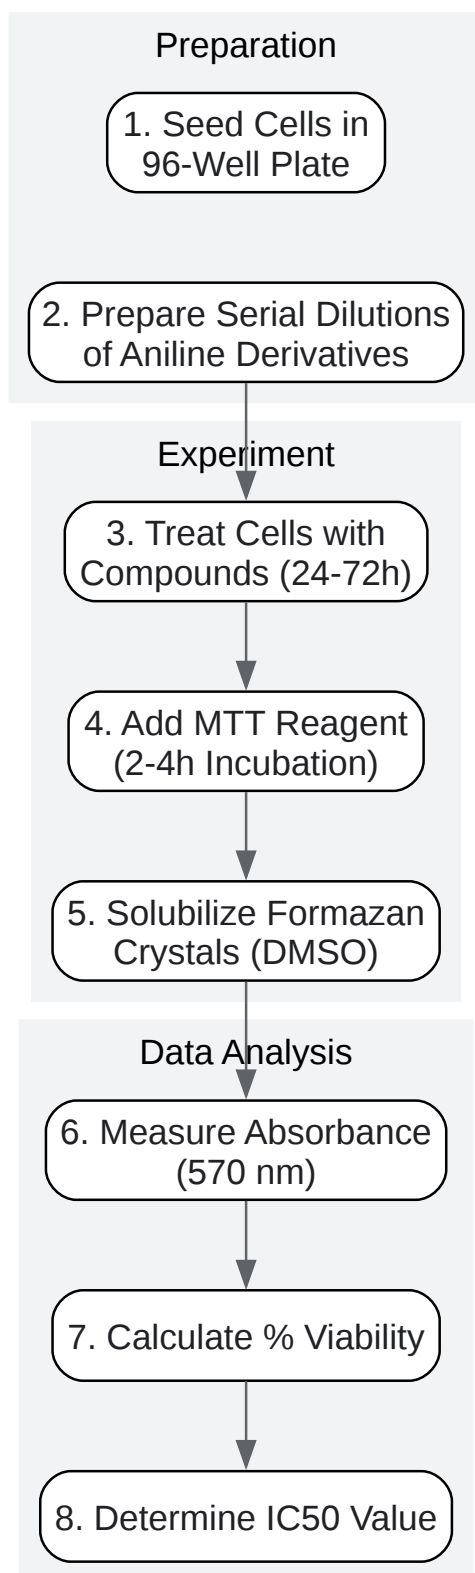 Preparation
1. Seed Cells in
96-Well Plate
2. Prepare Serial Dilutions
of Aniline Derivatives
Experiment
3. Treat Cells with
Compounds (24-72h)
4. Add MTT Reagent
(2-4h Incubation)
5. Solubilize Formazan
Crystals (DMSO)
Data Analysis
6. Measure Absorbance
(570 nm)
7. Calculate % Viability
8. Determine IC50 Value